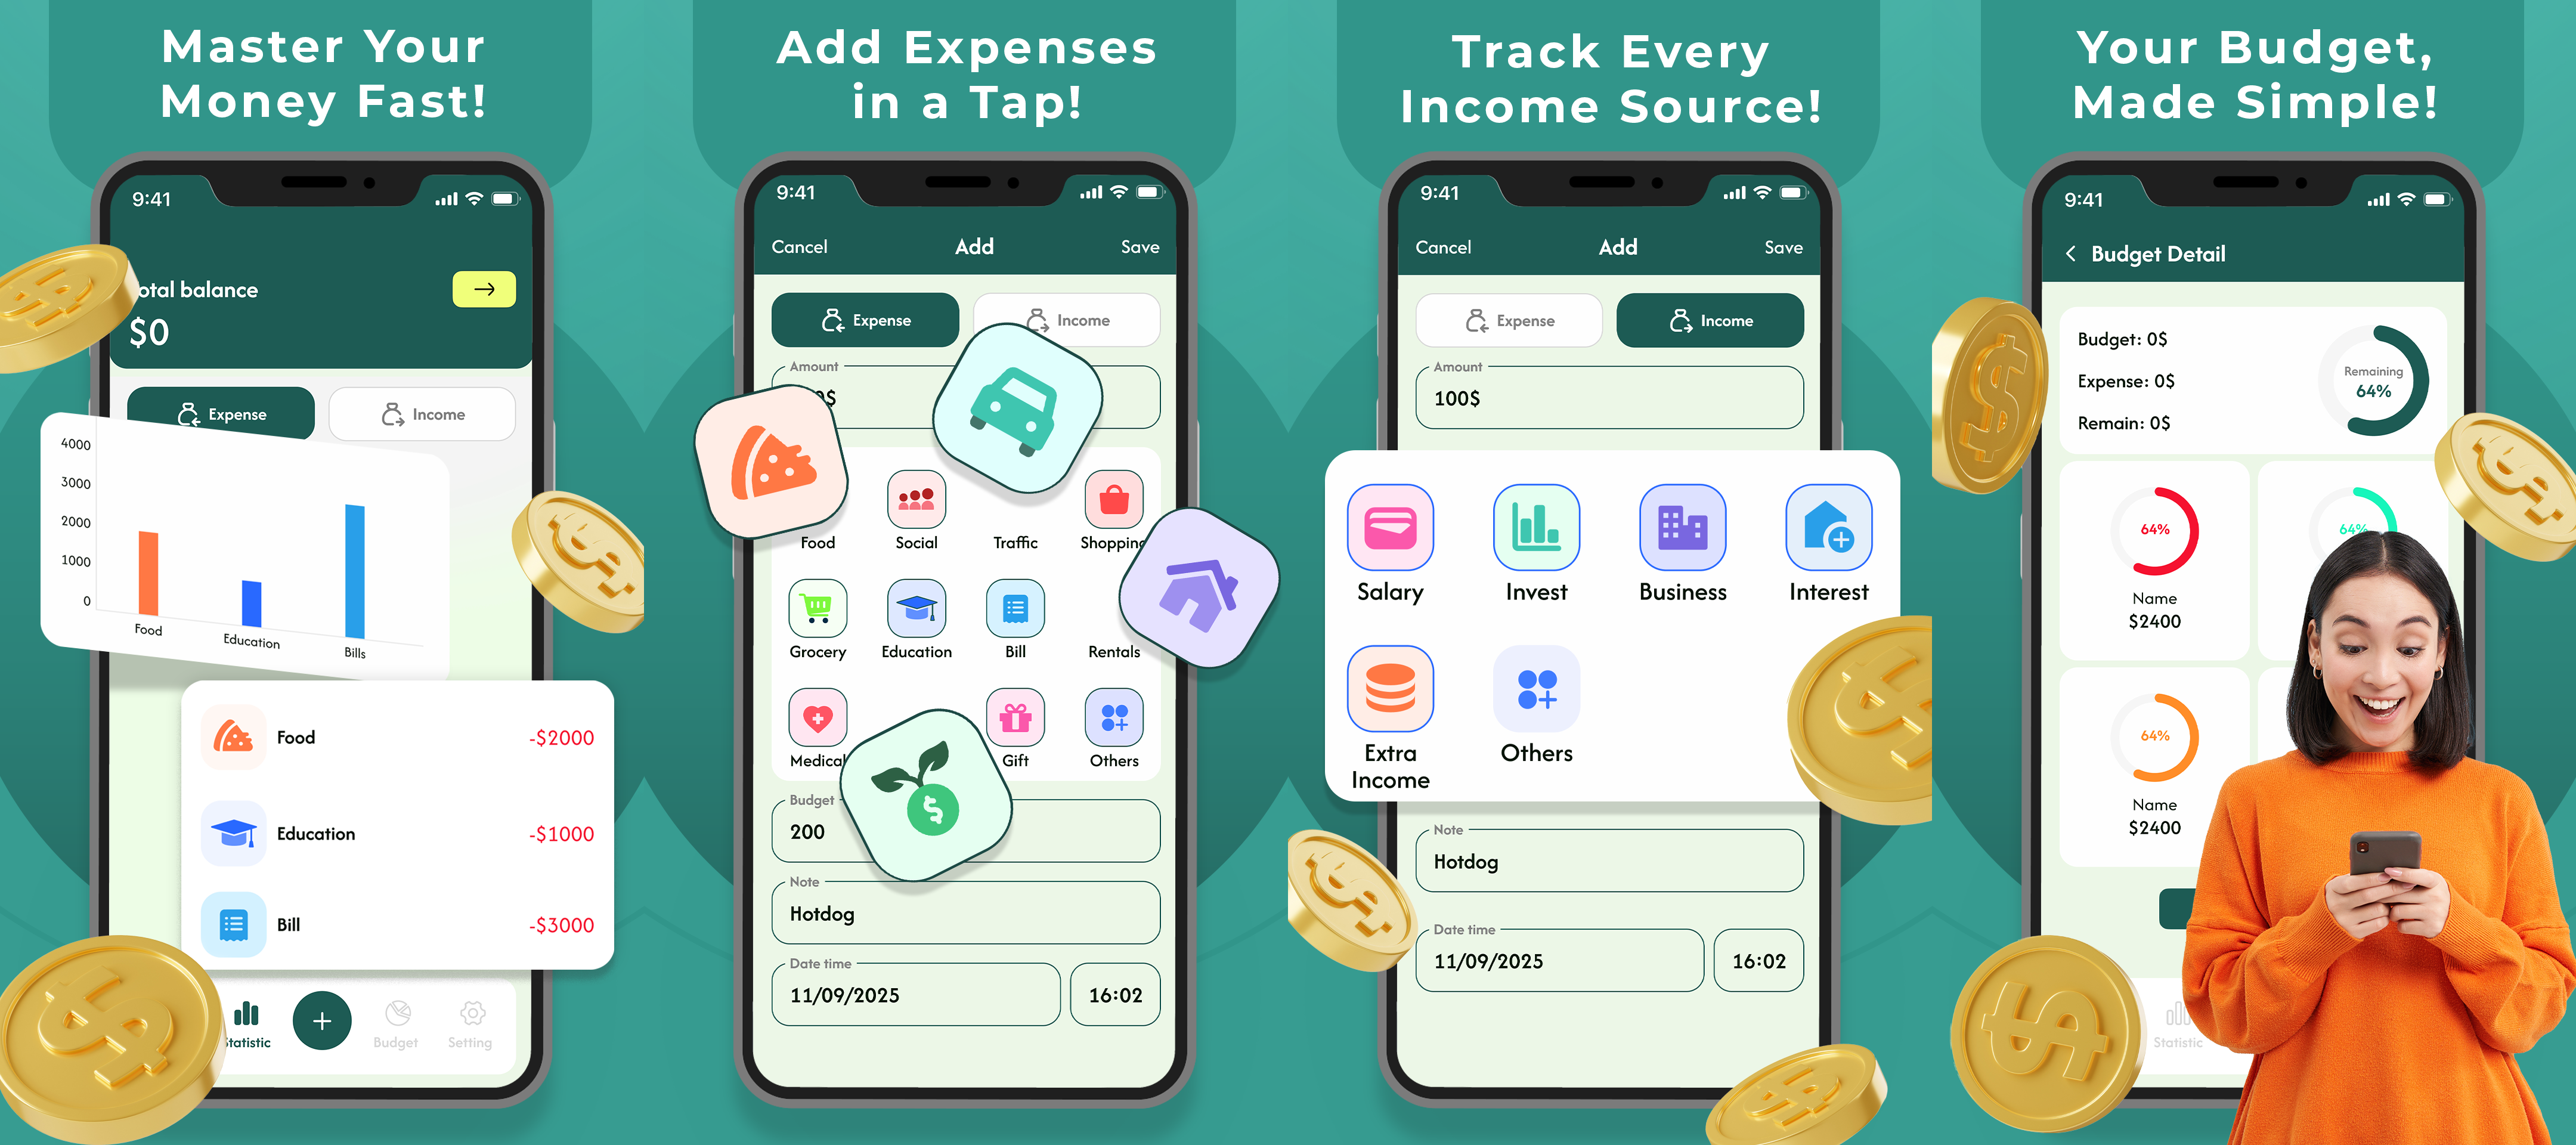 Master Your
Money Fast!
9:41
otal balance
$0
Expense
Income
4000
3000
2000
1000
0
Food
Education
Bills
Food
-$2000
Education
-$1000
Bill
-$3000
Statistic
Budget
Setting
Add Expenses
in a Tap!
9:41
Cancel
Add
Save
Expense
Income
Amount
0$
Food
Social
Traffic
Shopping
Grocery
Education
Bill
Rentals
Medical
Gift
Others
Budget
200
Note
Hotdog
Date time
11/09/2025
16:02
Track Every
Income Source!
9:41
Cancel
Add
Save
Expense
Income
Amount
100$
Salary
Invest
Business
Interest
Extra
Income
Others
Note
Hotdog
Date time
11/09/2025
16:02
Your Budget,
Made Simple!
9:41
Budget Detail
Budget: 0$
Expense: 0$
Remain: 0$
Remaining
64%
64%
Name
$2400
64%
64%
Name
$2400
Statistic